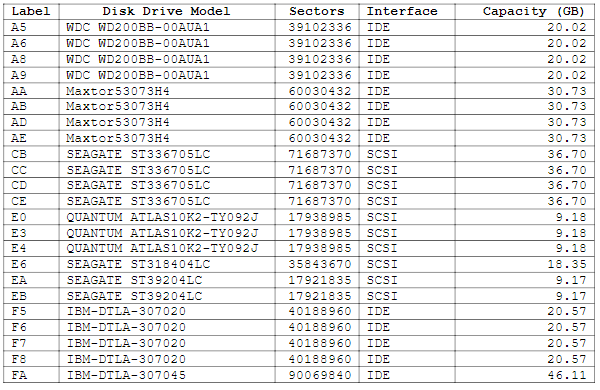 Label Disk Drive Model Sectors Interface Capacity (GB)
A5 WDC WD200BB-00AUA1 39102336 IDE 20.02
A6 WDC WD200BB-00AUA1 39102336 IDE 20.02
A8 WDC WD200BB-00AUA1 39102336 IDE 20.02
A9 WDC WD200BB-00AUA1 39102336 IDE 20.02
AA Maxtor53073H4 60030432 IDE 30.73
AB Maxtor53073H4 60030432 IDE 30.73
AD Maxtor53073H4 60030432 IDE 30.73
AE Maxtor53073H4 60030432 IDE 30.73
CB SEAGATE ST336705LC 71687370 SCSI 36.70
CC SEAGATE ST336705LC 71687370 SCSI 36.70
CD SEAGATE ST336705LC 71687370 SCSI 36.70
CE SEAGATE ST336705LC 71687370 SCSI 36.70
E0 QUANTUM ATLAS10K2-TY092J 17938985 SCSI 9.18
E3 QUANTUM ATLAS10K2-TY092J 17938985 SCSI 9.18
E4 QUANTUM ATLAS10K2-TY092J 17938985 SCSI 9.18
E6 SEAGATE ST318404LC 35843670 SCSI 18.35
EA SEAGATE ST39204LC 17921835 SCSI 9.17
EB SEAGATE ST39204LC 17921835 SCSI 9.17
F5 IBM-DTLA-307020 40188960 IDE 20.57
F6 IBM-DTLA-307020 40188960 IDE 20.57
F7 IBM-DTLA-307020 40188960 IDE 20.57
F8 IBM-DTLA-307020 40188960 IDE 20.57
FA IBM-DTLA-307045 90069840 IDE 46.11